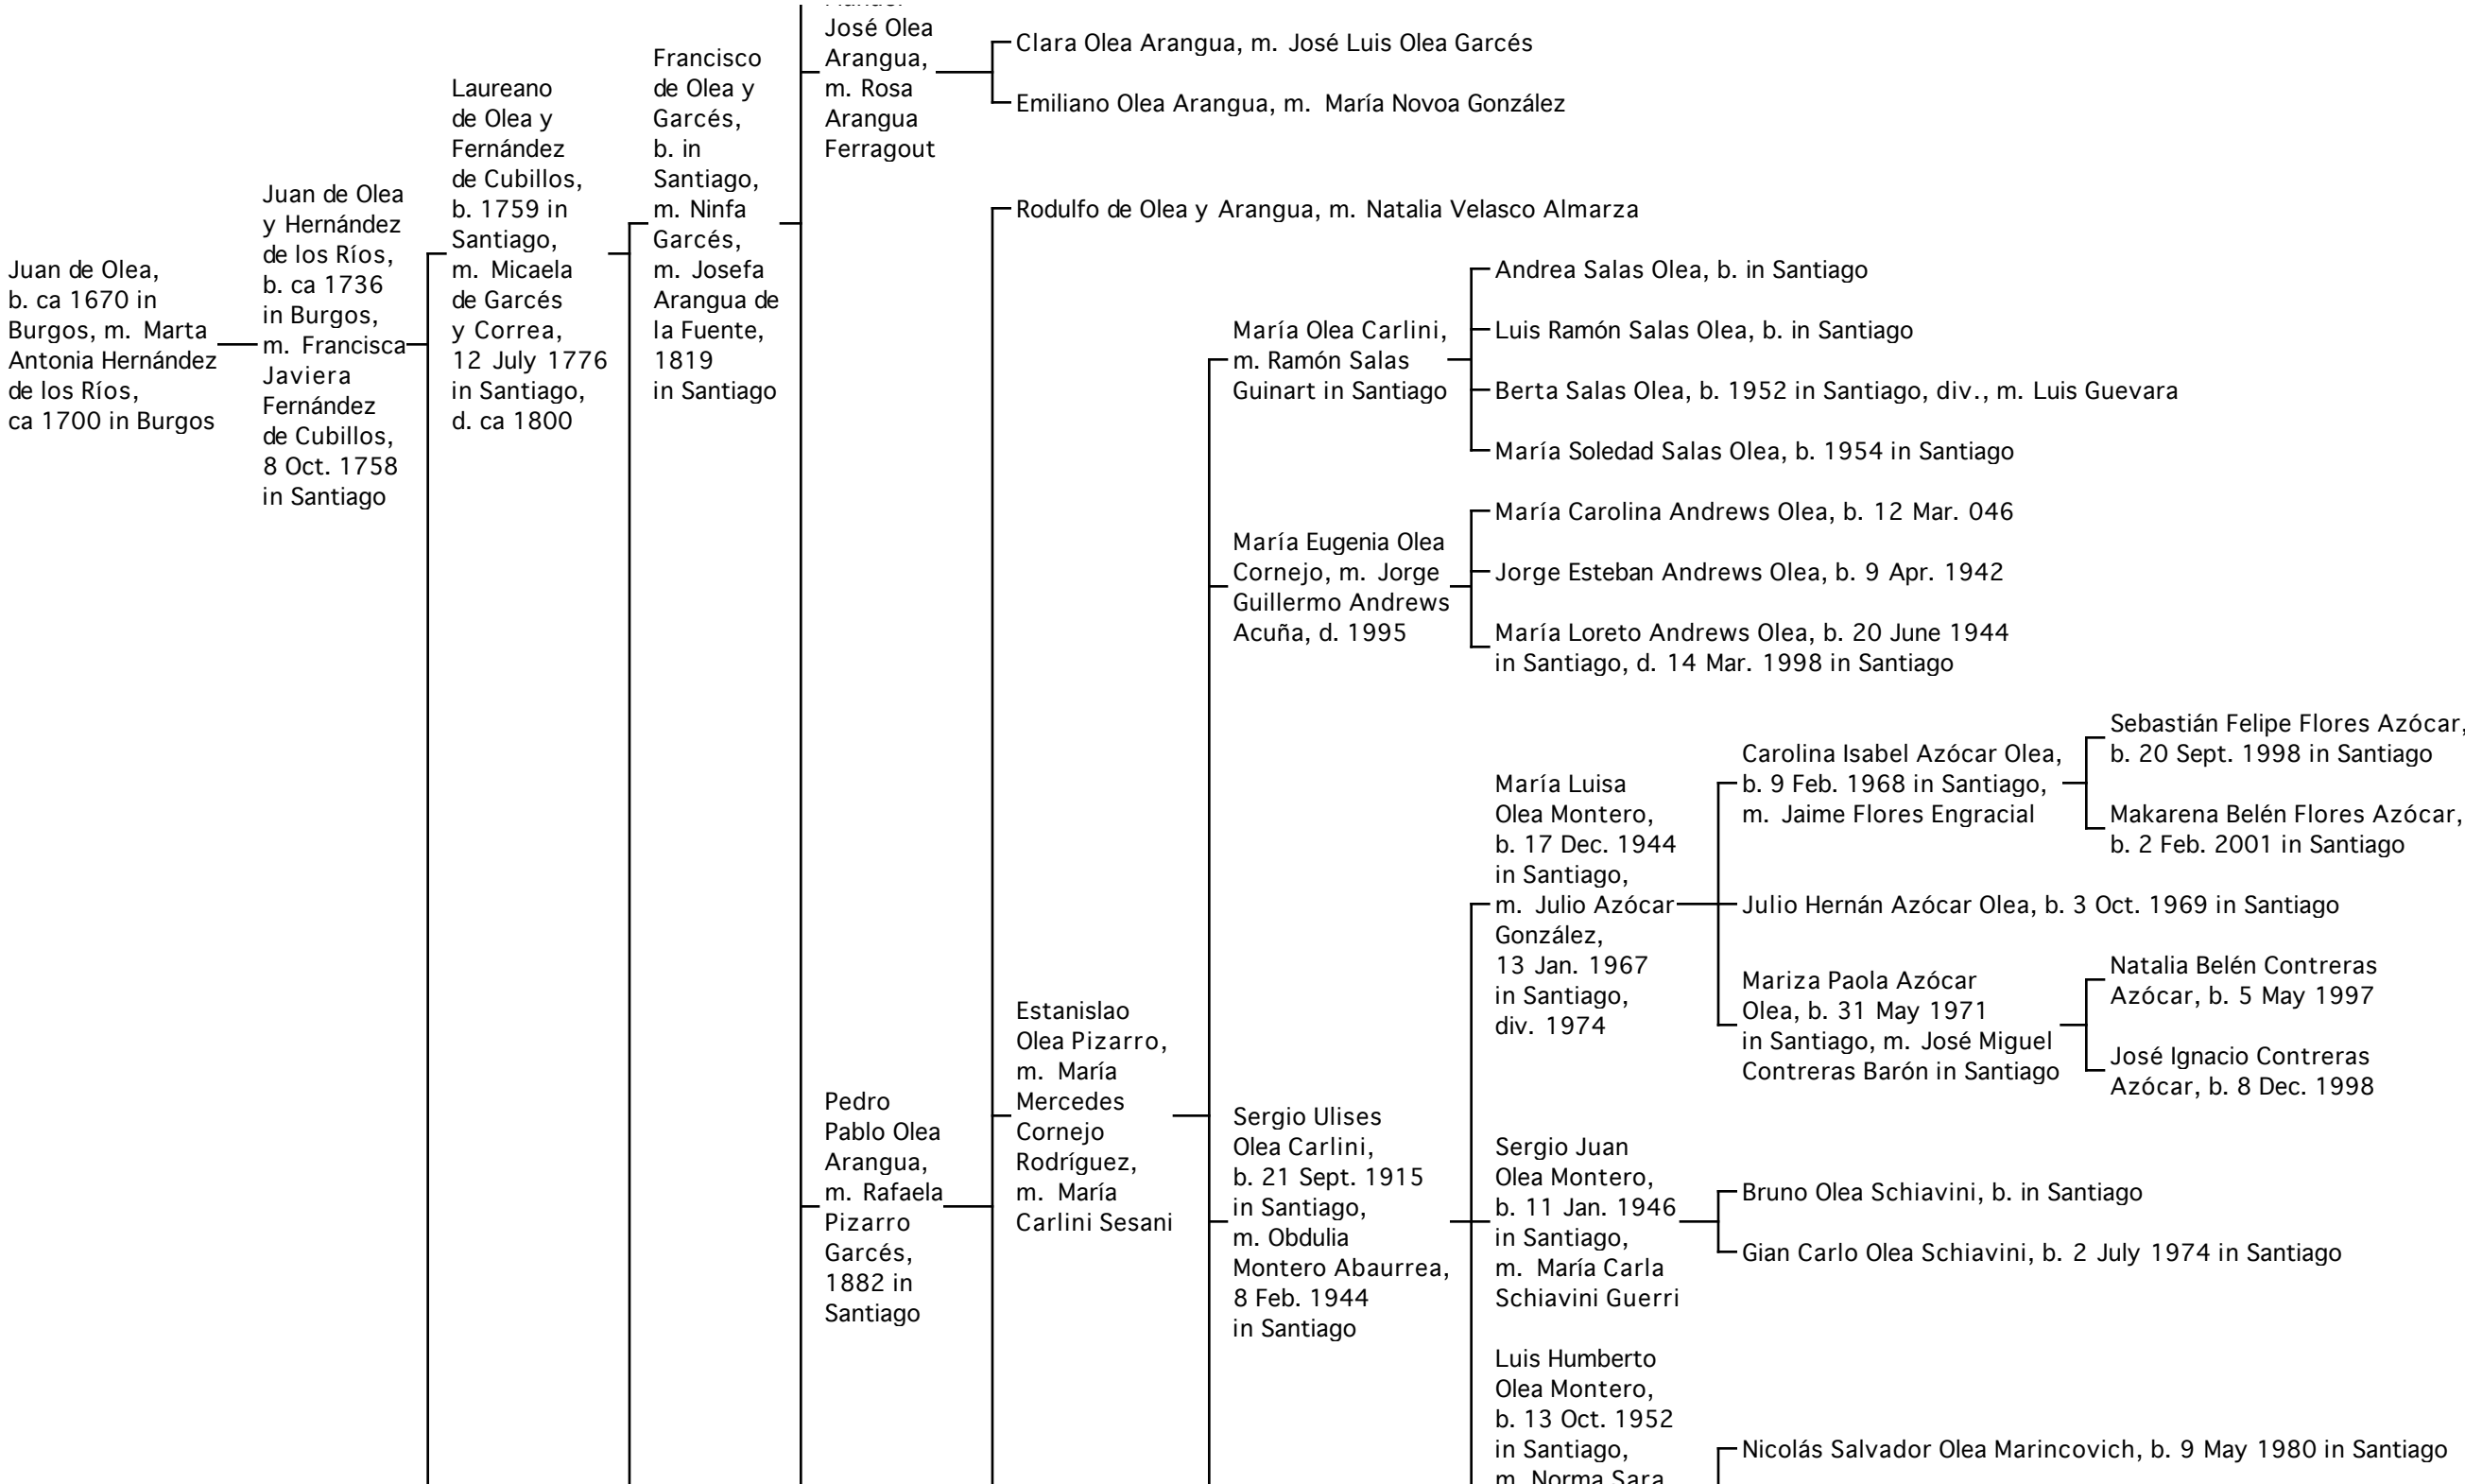 Juan de Olea,
b. ca 1670 in
Burgos, m. Marta
Antonia Hernández
de los Ríos,
ca 1700 in Burgos
Juan de Olea
y Hernández
de los Ríos,
b. ca 1736
in Burgos,
m. Francisca
Javiera
Fernández
de Cubillos,
8 Oct. 1758
in Santiago
Laureano
de Olea y
Fernández
de Cubillos,
b. 1759 in
Santiago,
m. Micaela
de Garcés
y Correa,
12 July 1776
in Santiago,
d. ca 1800
Francisco
de Olea y
Garcés,
b. in
Santiago,
m. Ninfa
Garcés,
m. Josefa
Arangua de
la Fuente,
1819
in Santiago
José Olea
Arangua,
m. Rosa
Arangua
Ferragout
Clara Olea Arangua, m. José Luis Olea Garcés
Emiliano Olea Arangua, m. María Novoa González
Pedro
Pablo Olea
Arangua,
m. Rafaela
Pizarro
Garcés,
1882 in
Santiago
Rodulfo de Olea y Arangua, m. Natalia Velasco Almarza
Estanislao
Olea Pizarro,
m. María
Mercedes
Cornejo
Rodríguez,
m. María
Carlini Sesani
María Olea Carlini,
m. Ramón Salas
Guinart in Santiago
Andrea Salas Olea, b. in Santiago
Luis Ramón Salas Olea, b. in Santiago
Berta Salas Olea, b. 1952 in Santiago, div., m. Luis Guevara
María Soledad Salas Olea, b. 1954 in Santiago
María Eugenia Olea
Cornejo, m. Jorge
Guillermo Andrews
Acuña, d. 1995
María Carolina Andrews Olea, b. 12 Mar. 046
Jorge Esteban Andrews Olea, b. 9 Apr. 1942
María Loreto Andrews Olea, b. 20 June 1944
in Santiago, d. 14 Mar. 1998 in Santiago
Sergio Ulises
Olea Carlini,
b. 21 Sept. 1915
in Santiago,
m. Obdulia
Montero Abaurrea,
8 Feb. 1944
in Santiago
María Luisa
Olea Montero,
b. 17 Dec. 1944
in Santiago,
m. Julio Azócar
González,
13 Jan. 1967
in Santiago,
div. 1974
Carolina Isabel Azócar Olea,
b. 9 Feb. 1968 in Santiago,
m. Jaime Flores Engracial
Sebastián Felipe Flores Azócar,
b. 20 Sept. 1998 in Santiago
Makarena Belén Flores Azócar,
b. 2 Feb. 2001 in Santiago
Julio Hernán Azócar Olea, b. 3 Oct. 1969 in Santiago
Mariza Paola Azócar
Olea, b. 31 May 1971
in Santiago, m. José Miguel
Contreras Barón in Santiago
Natalia Belén Contreras
Azócar, b. 5 May 1997
José Ignacio Contreras
Azócar, b. 8 Dec. 1998
Sergio Juan
Olea Montero,
b. 11 Jan. 1946
in Santiago,
m. María Carla
Schiavini Guerri
Bruno Olea Schiavini, b. in Santiago
Gian Carlo Olea Schiavini, b. 2 July 1974 in Santiago
Luis Humberto
Olea Montero,
b. 13 Oct. 1952
in Santiago,
m. Norma Sara
Nicolás Salvador Olea Marincovich, b. 9 May 1980 in Santiago